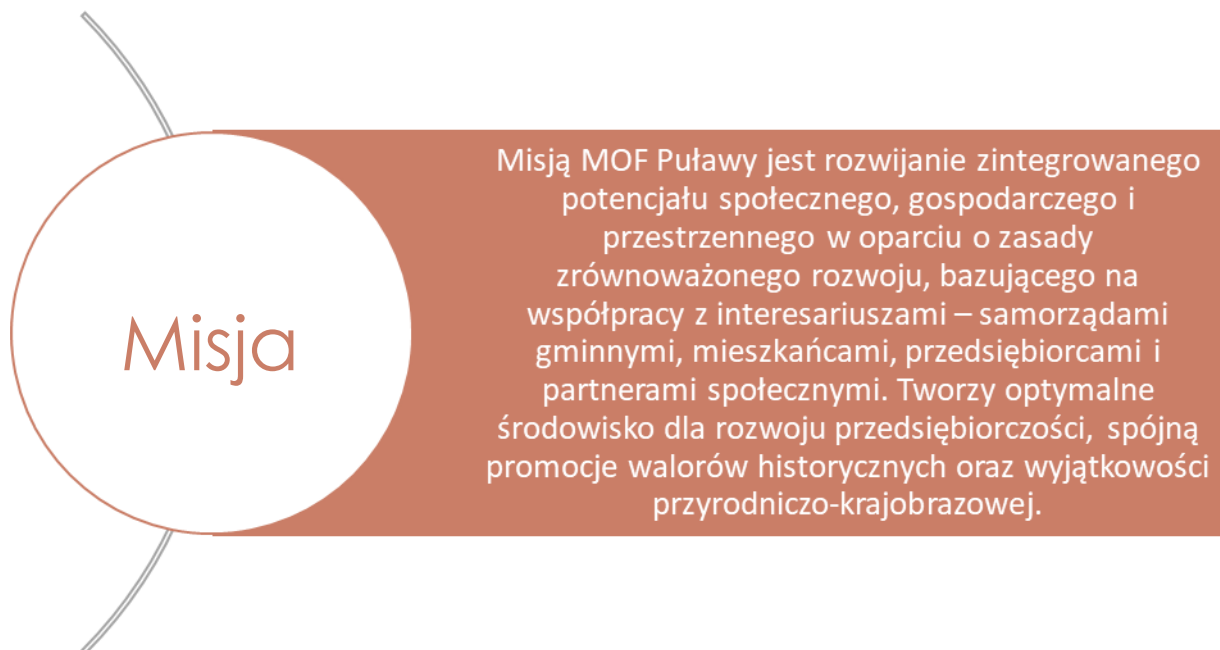 Misja
Misją MOF Puławy jest rozwijanie zintegrowanego
potencjału społecznego, gospodarczego i
przestrzennego w oparciu o zasady
zrównoważonego rozwoju, bazującego na
współpracy z interesariuszami – samorządami
gminnymi, mieszkańcami, przedsiębiorcami i
partnerami społecznymi. Tworzy optymalne
środowisko dla rozwoju przedsiębiorczości, spójną
promocje walorów historycznych oraz wyjątkowości
przyrodniczo-krajobrazowej.